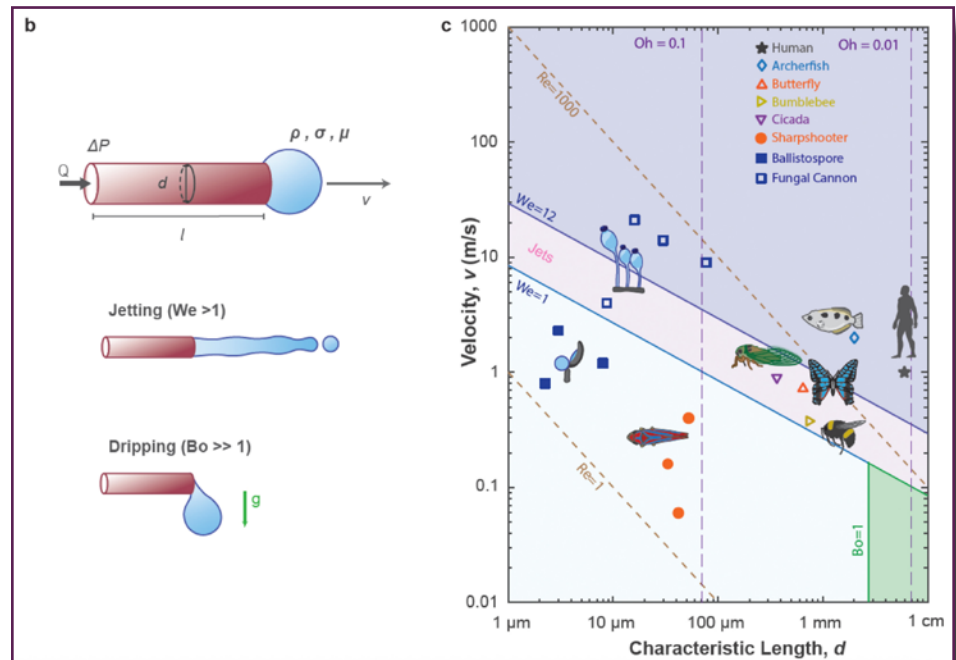 b
ΔP
ρ , σ , μ
Q
d
v
l
Jetting (We >1)
Dripping (Bo >> 1)
g
c
1000
100
10
1
0.1
0.01
Velocity, v (m/s)
1 μm
10 μm
100 μm
1 mm
1 cm
Characteristic Length, d
Oh = 0.1
Oh = 0.01
Re=1000
We=12
Jets
We=1
Re=1
Bo=1
Human
Archerfish
Butterfly
Bumblebee
Cicada
Sharpshooter
Ballistospore
Fungal Cannon